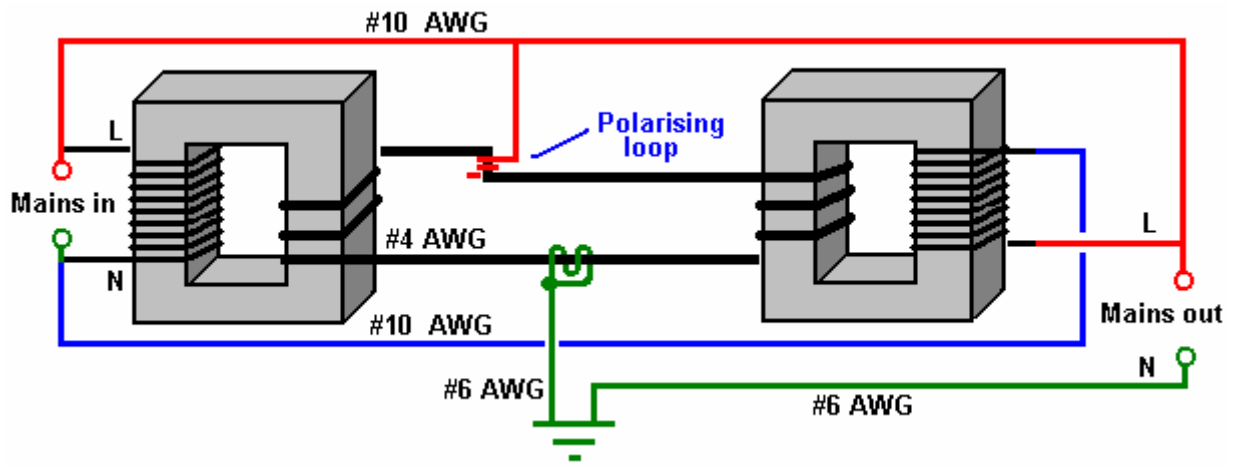 #10 AWG
Polarising
loop
L
Mains in
#4 AWG
L
N
Mains out
#10 AWG
N
#6 AWG
#6 AWG